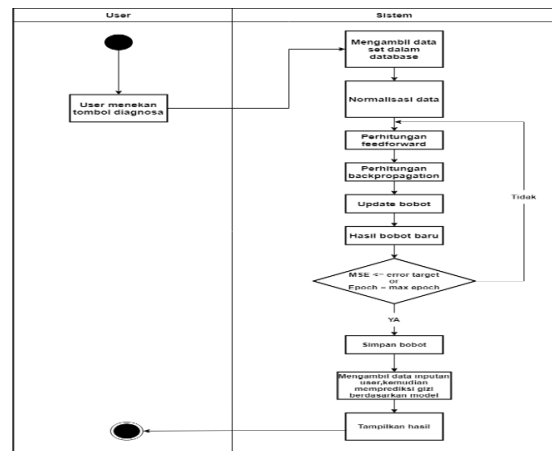 User
Sistem
Mengambil data
set dalam
database
User menekan
tombol diagnosa
Normalisasi data
Perhitungan
feedforward
Perhitungan
backpropagation
Tidak
Update bobot
Hasil bobot baru
MSE <= error target
or
Epoch = max epoch
YA
Simpan bobot
Mengambil data inputan
user,kemudian
memprediksi gizi
berdasarkan model
Tampilkan hasil